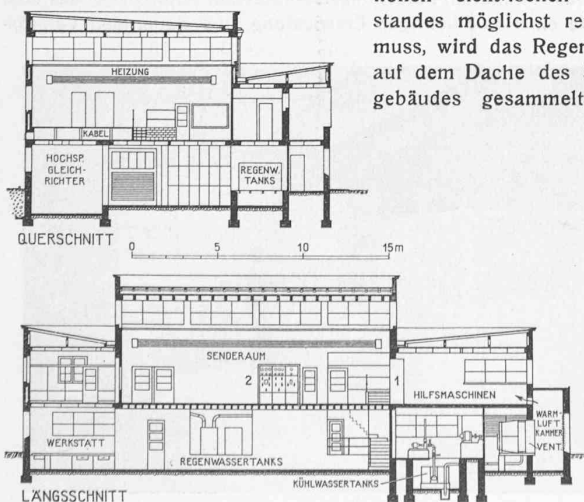 standes möglichst re
muss, wird das Regen
auf dem Dache des
gebäudes gesammelt
HEIZUNG
KABEL
HOCHSP.
GLEICH-
RICHTER
REGENW.
TANKS
QUERSCHNITT
0 5 10 15m
SENDERAUM
2 1
HILFSMASCHINEN
WERKSTATT
REGENWASSERTANKS
WARM-
LUFT
KAMMER
VENT.
KÜHLWASSERTANKS
LÄNGSSCHNITT